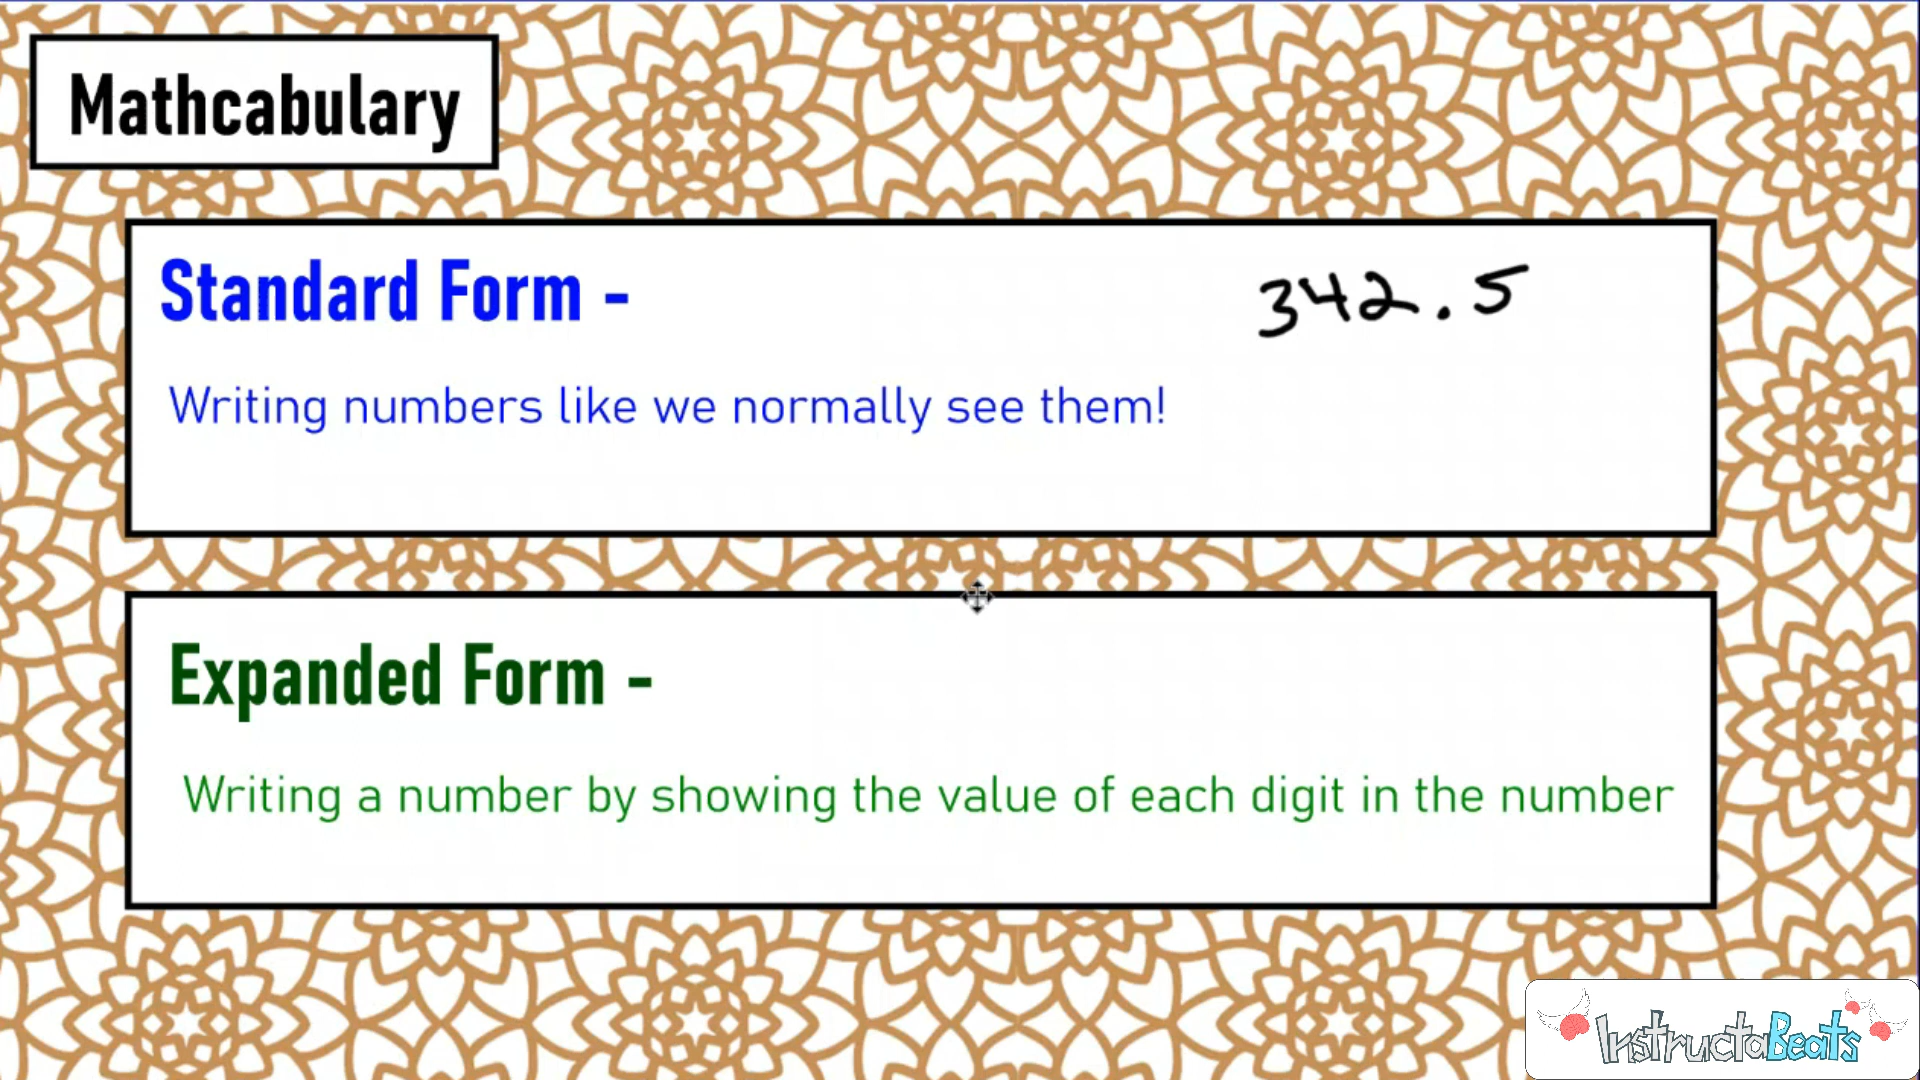 Mathcabulary
Standard Form -
342.5
Writing numbers like we normally see them!
Expanded Form -
Writing a number by showing the value of each digit in the number
InstructaBeats